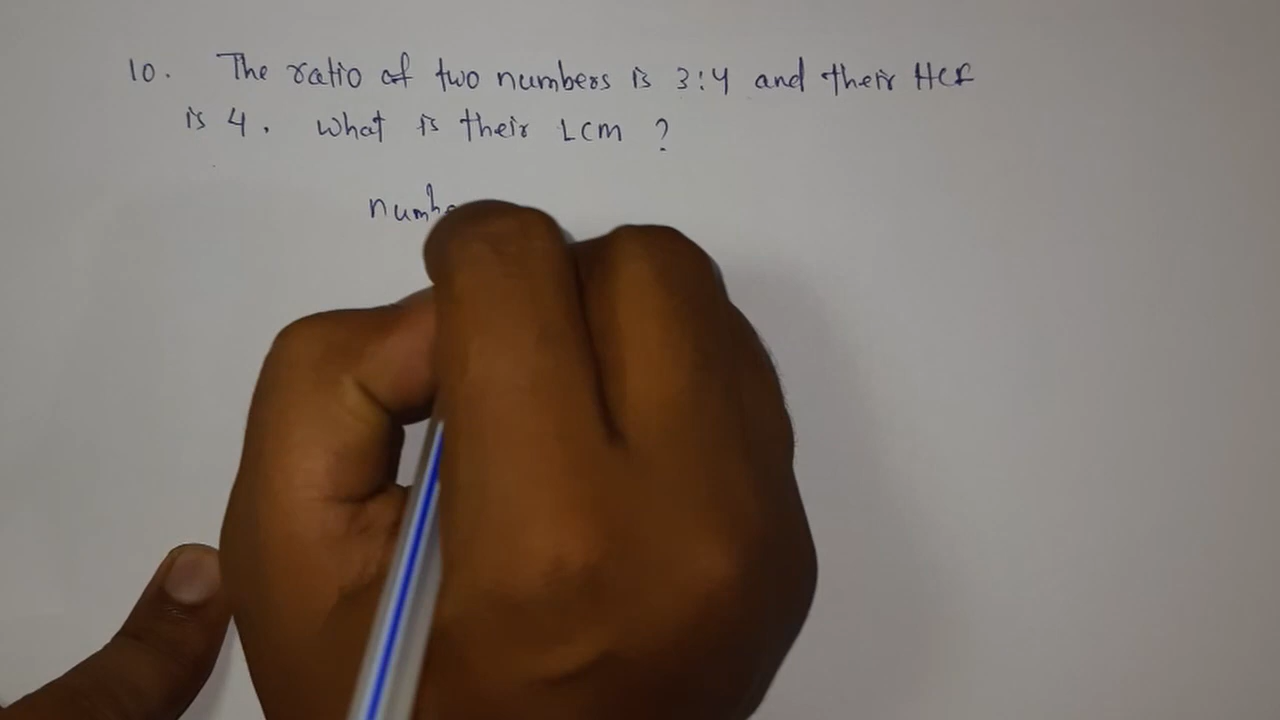 10. The ratio of two numbers is 3:4 and their HCF
is 4. What is their LCM ?